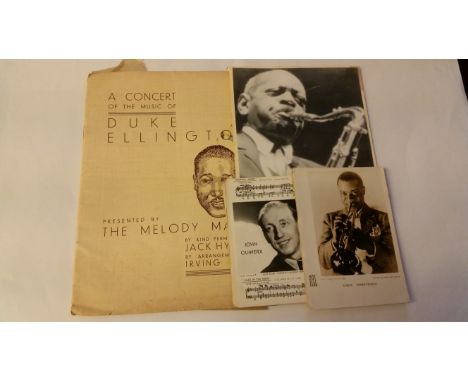 A CONCERT
OF THE MUSIC OF
DUKE
ELLINGTO
PRESENTED BY
THE MELODY MA
BY KIND PERM
JACK HY
BY ARRANGEM
IRVING
JOHN